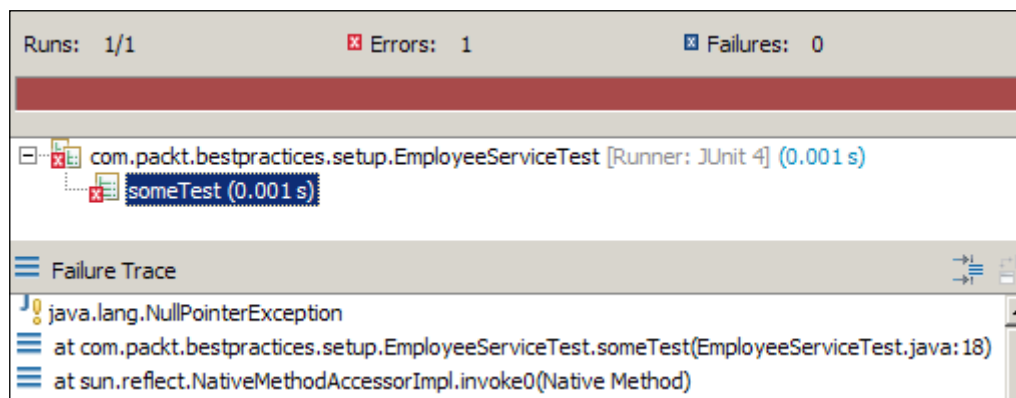 Runs: 1/1 Errors: 1 Failures: 0
com.packt.bestpractices.setup.EmployeeServiceTest [Runner: JUnit 4] (0.001 s)
someTest (0.001 s)
Failure Trace
java.lang.NullPointerException
at com.packt.bestpractices.setup.EmployeeServiceTest.someTest(EmployeeServiceTest.java:18)
at sun.reflect.NativeMethodAccessorImpl.invoke0(Native Method)